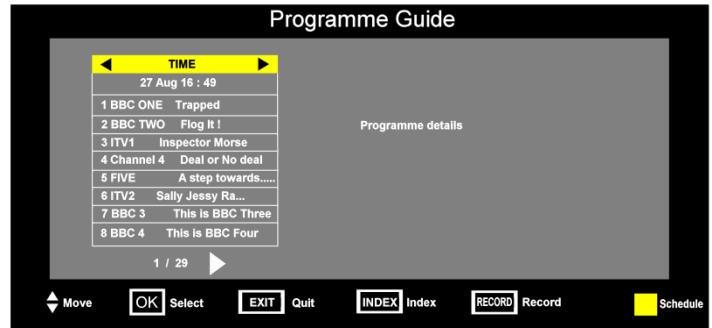 Programme Guide
TIME
27 Aug 16 : 49
1 BBC ONE Trapped
2 BBC TWO Flog It !
3 ITV1 Inspector Morse
4 Channel 4 Deal or No deal
5 FIVE A step towards.....
6 ITV2 Sally Jessy Ra...
7 BBC 3 This is BBC Three
8 BBC 4 This is BBC Four
1 / 29
Programme details
Move OK Select EXIT Quit INDEX Index RECORD Record Schedule